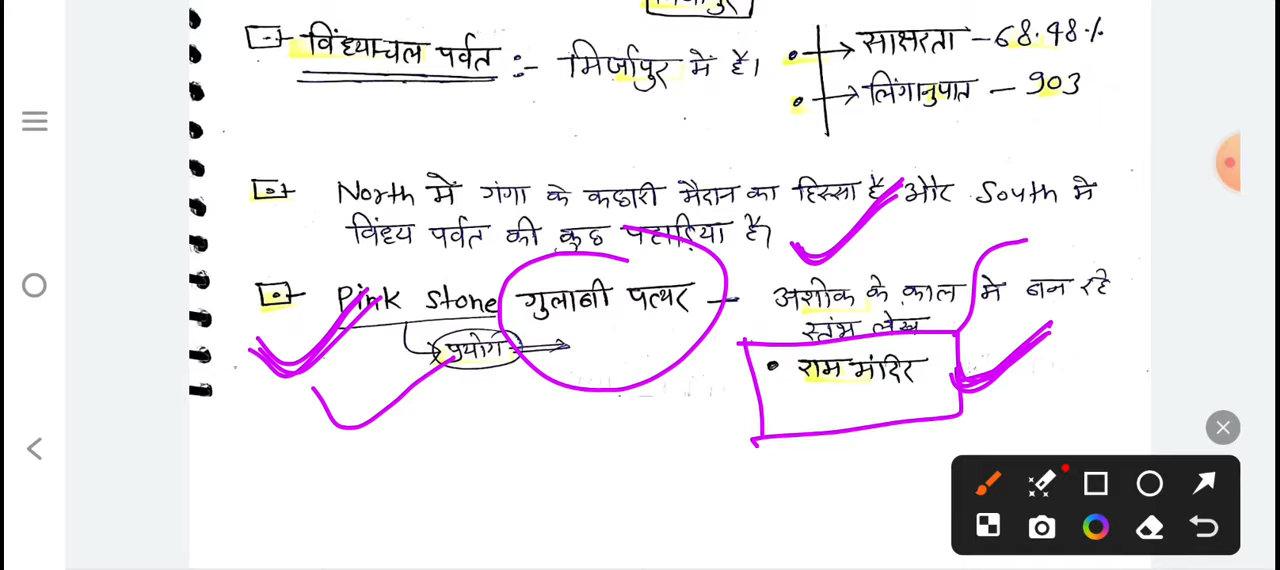 मिर्जापुर
विंध्याचल पर्वत :- मिर्जापुर में है।
→ साक्षरता - 68.48%
→ लिंगानुपात - 903
North में गंगा के कछारी मैदान का हिस्सा है और South में
विंध्य पर्वत की कुछ पहाड़िया है।
Pink Stone गुलाबी पत्थर - अशोक के काल में बन रहे
स्तंभ लेख
प्रयोग →
• राम मंदिर